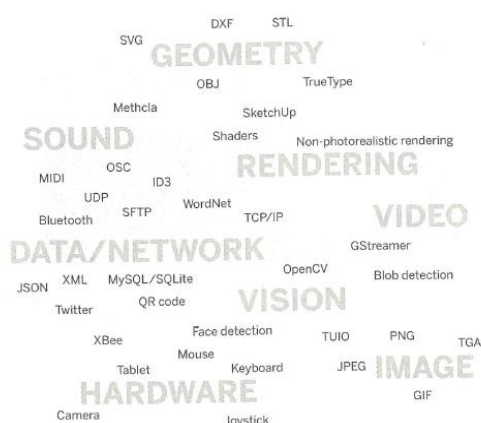 DXF STL
SVG
GEOMETRY
OBJ TrueType
Methcla SketchUp
SOUND Shaders Non-photorealistic rendering
RENDERING
OSC
MIDI ID3
UDP WordNet
Bluetooth SFTP TCP/IP VIDEO
DATA/NETWORK GStreamer
OpenCV Blob detection
JSON XML MySQL/SQLite
QR code VISION
Twitter
Face detection
XBee TUIO PNG TGA
Mouse
Tablet Keyboard JPEG IMAGE
HARDWARE GIF
Camera Joystick